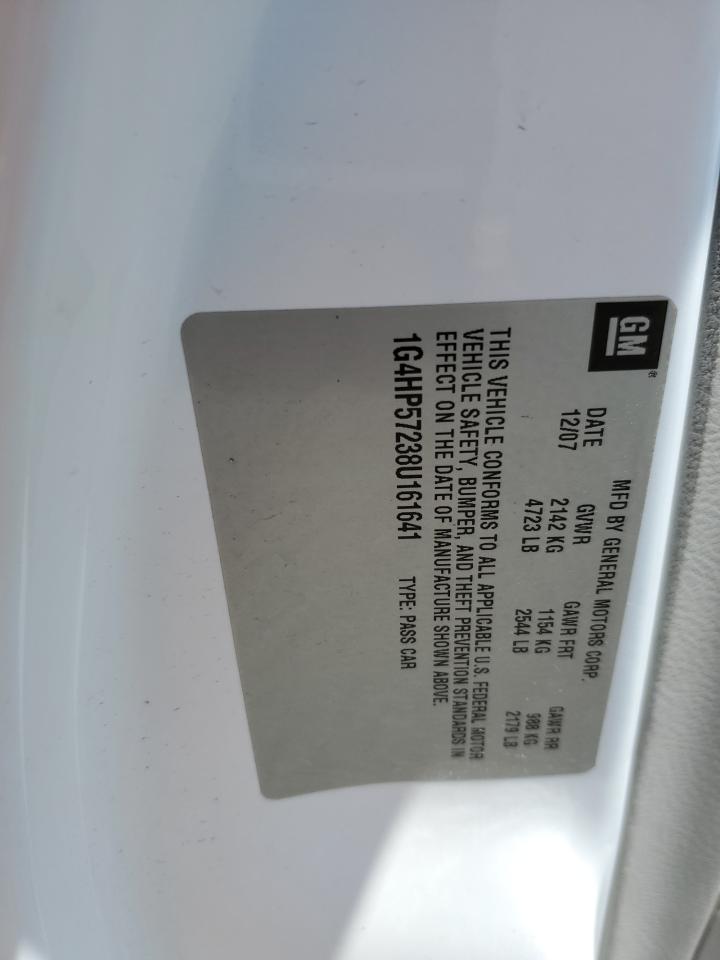 GM
MFD BY GENERAL MOTORS CORP.
DATE GVWR GAWR FRT GAWR RR
12/07 2142 KG 1154 KG 988 KG
4723 LB 2544 LB 2179 LB
THIS VEHICLE CONFORMS TO ALL APPLICABLE U.S. FEDERAL MOTOR
VEHICLE SAFETY, BUMPER, AND THEFT PREVENTION STANDARDS IN
EFFECT ON THE DATE OF MANUFACTURE SHOWN ABOVE.
1G4HP57238U161641 TYPE: PASS CAR